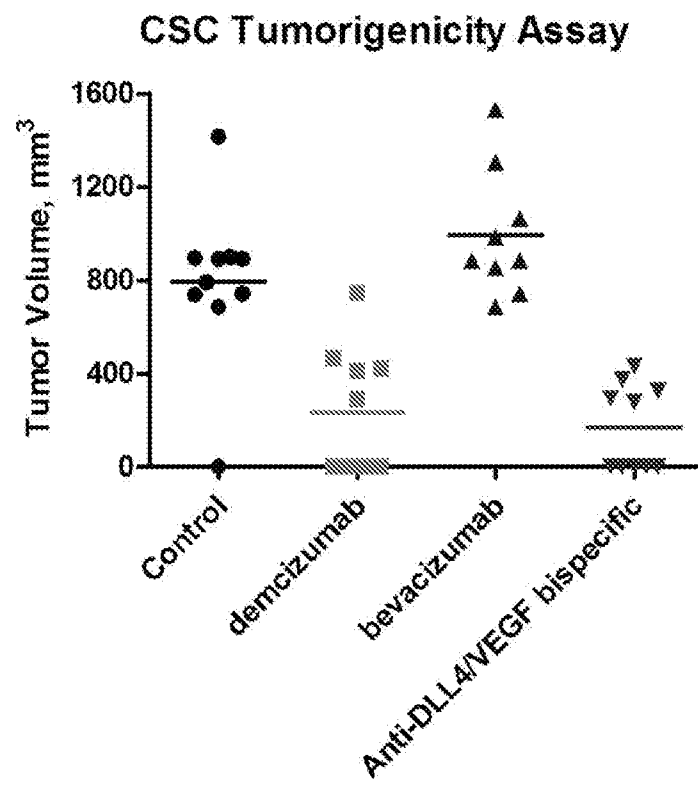 CSC Tumorigenicity Assay
Tumor Volume, mm³
1600
1200
800
400
0
Control
demcizumab
bevacizumab
Anti-DLL4/VEGF bispecific